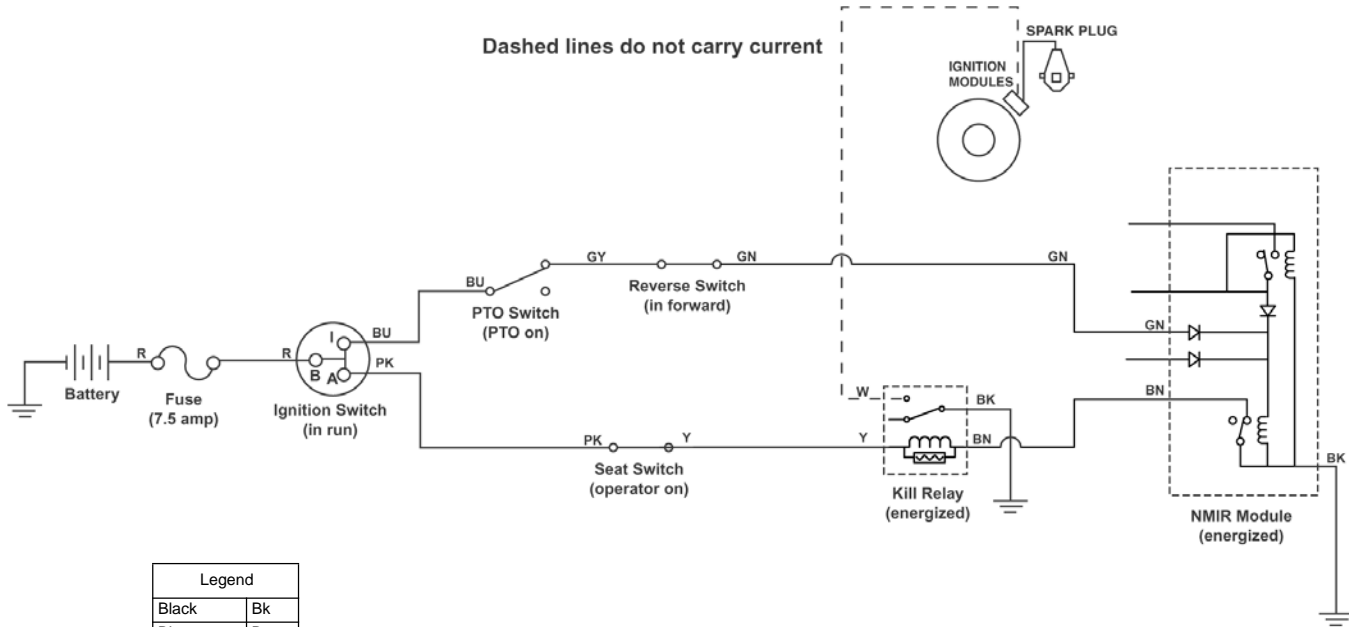 Dashed lines do not carry current
SPARK PLUG
IGNITION
MODULES
GY
GN
GN
BU
Reverse Switch
(in forward)
PTO Switch
(PTO on)
GN
I
BU
R
R
B
A
PK
Battery
Fuse
(7.5 amp)
Ignition Switch
(in run)
W
BK
BN
PK
Y
Y
BN
BK
Seat Switch
(operator on)
Kill Relay
(energized)
NMIR Module
(energized)
Legend
Black Bk